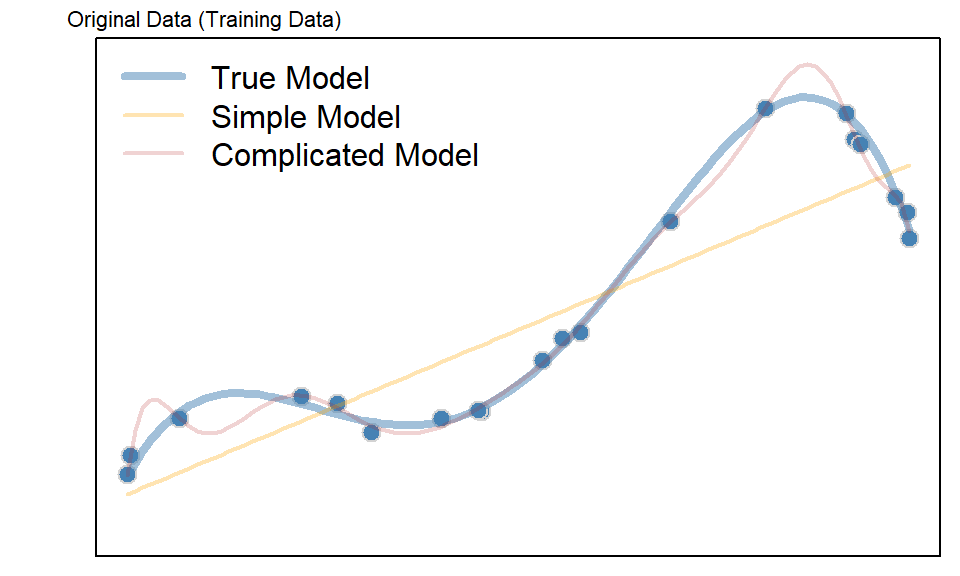 Original Data (Training Data)
True Model
Simple Model
Complicated Model